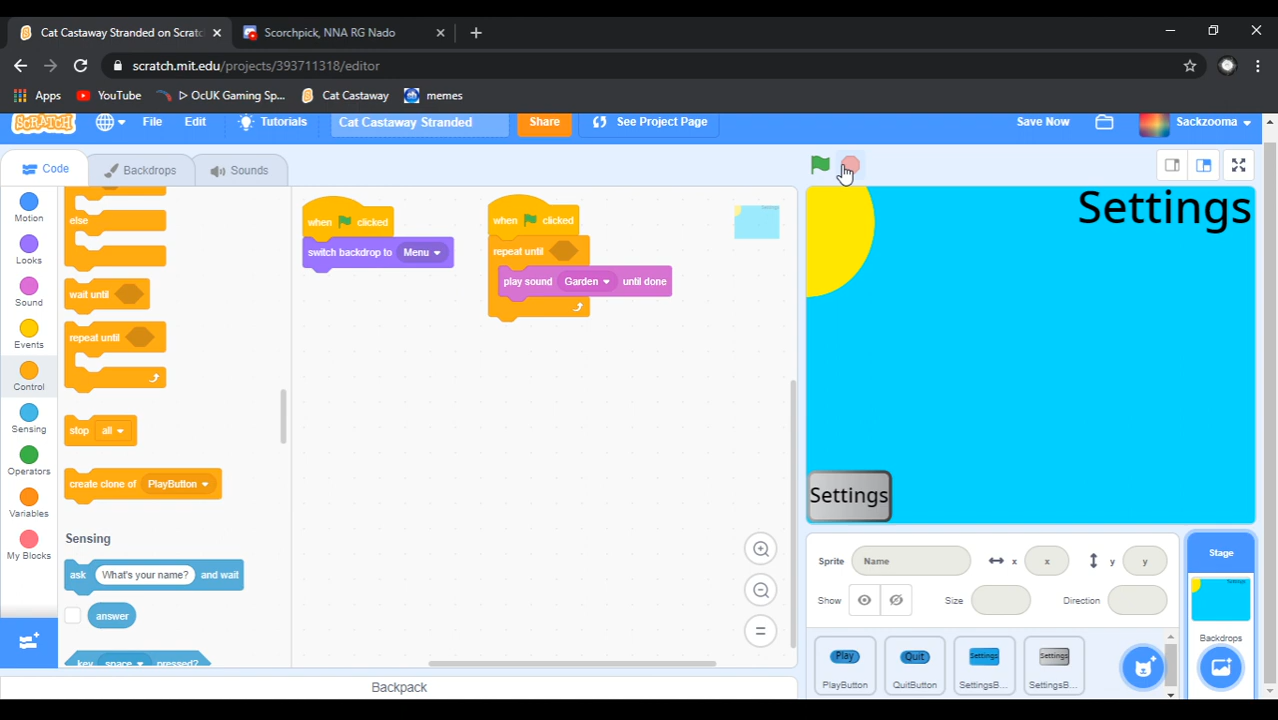 Cat Castaway Stranded on Scratc
Scorchpick, NNA RG Nado
scratch.mit.edu/projects/393711318/editor
Apps YouTube ▷ OcUK Gaming Sp... Cat Castaway memes
SCRATCH File Edit Tutorials Cat Castaway Stranded Share See Project Page Save Now Sackzooma
Code Backdrops Sounds
Motion
Looks
Sound
Events
Control
Sensing
Operators
Variables
My Blocks
else
wait until
repeat until
stop all
create clone of PlayButton
Sensing
ask What's your name? and wait
answer
key space pressed?
when clicked
switch backdrop to Menu
when clicked
repeat until
play sound Garden until done
Settings
Settings
Sprite Name x x y y
Show Size Direction
Stage
Backdrops
Play
PlayButton
Quit
QuitButton
Settings
SettingsB...
Settings
SettingsB...
Backpack